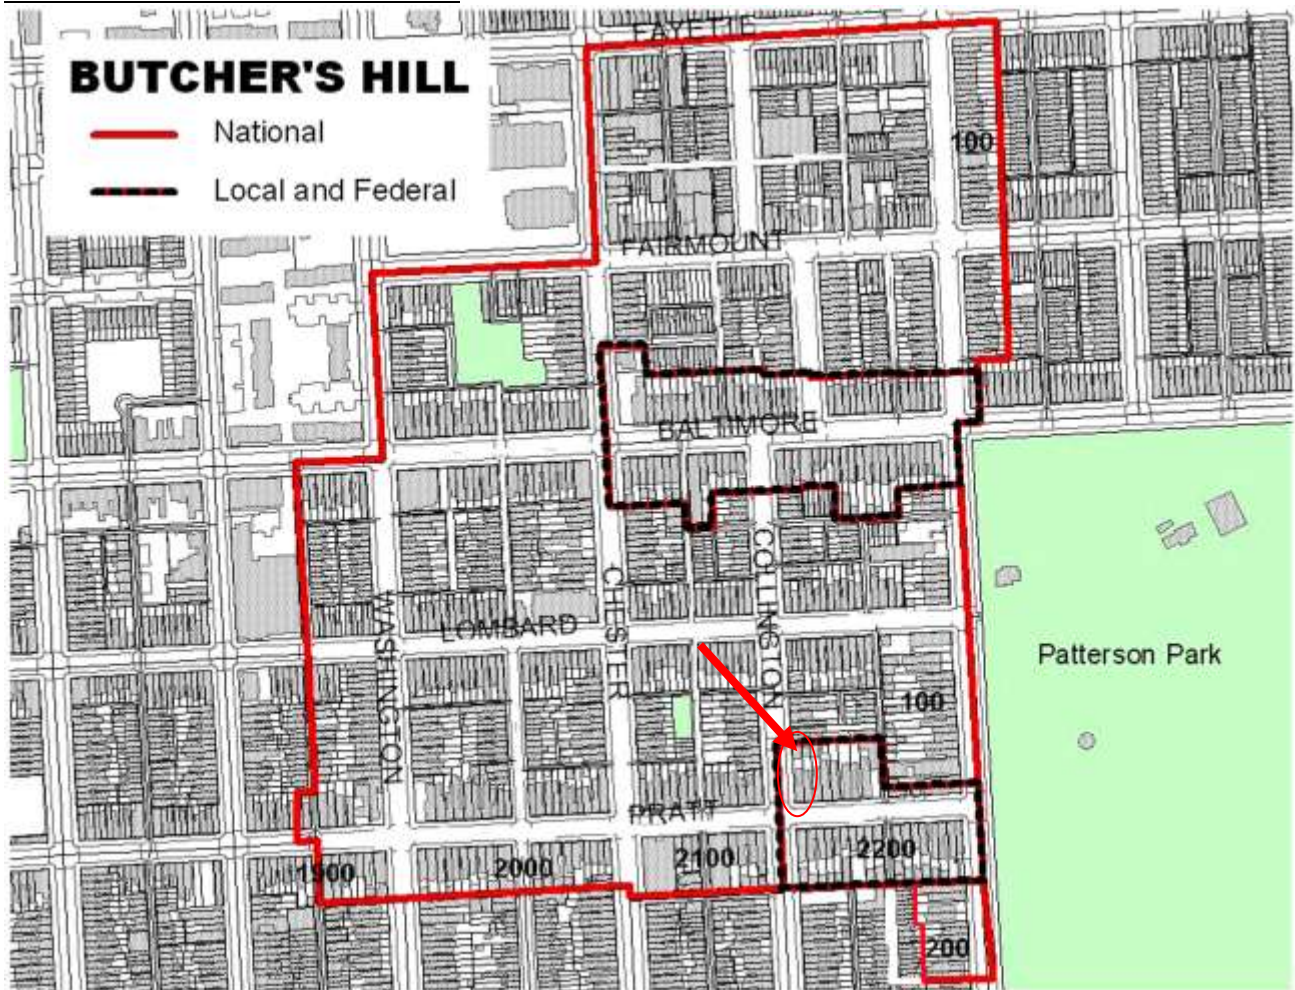 FAYETTE
BUTCHER'S HILL
National
Local and Federal
100
FAIRMOUNT
BALTIMORE
COLLINGSTON
CHESTER
WASHINGTON
LOMBARD
Patterson Park
100
PRATT
1900
2000
2100
2200
200